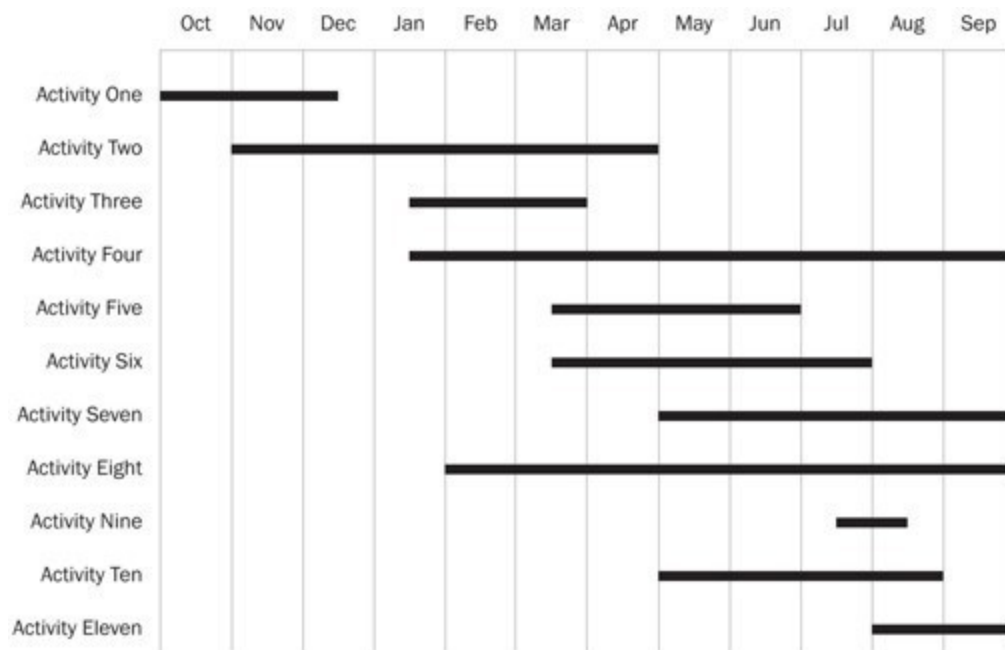 Oct Nov Dec Jan Feb Mar Apr May Jun Jul Aug Sep
Activity One
Activity Two
Activity Three
Activity Four
Activity Five
Activity Six
Activity Seven
Activity Eight
Activity Nine
Activity Ten
Activity Eleven